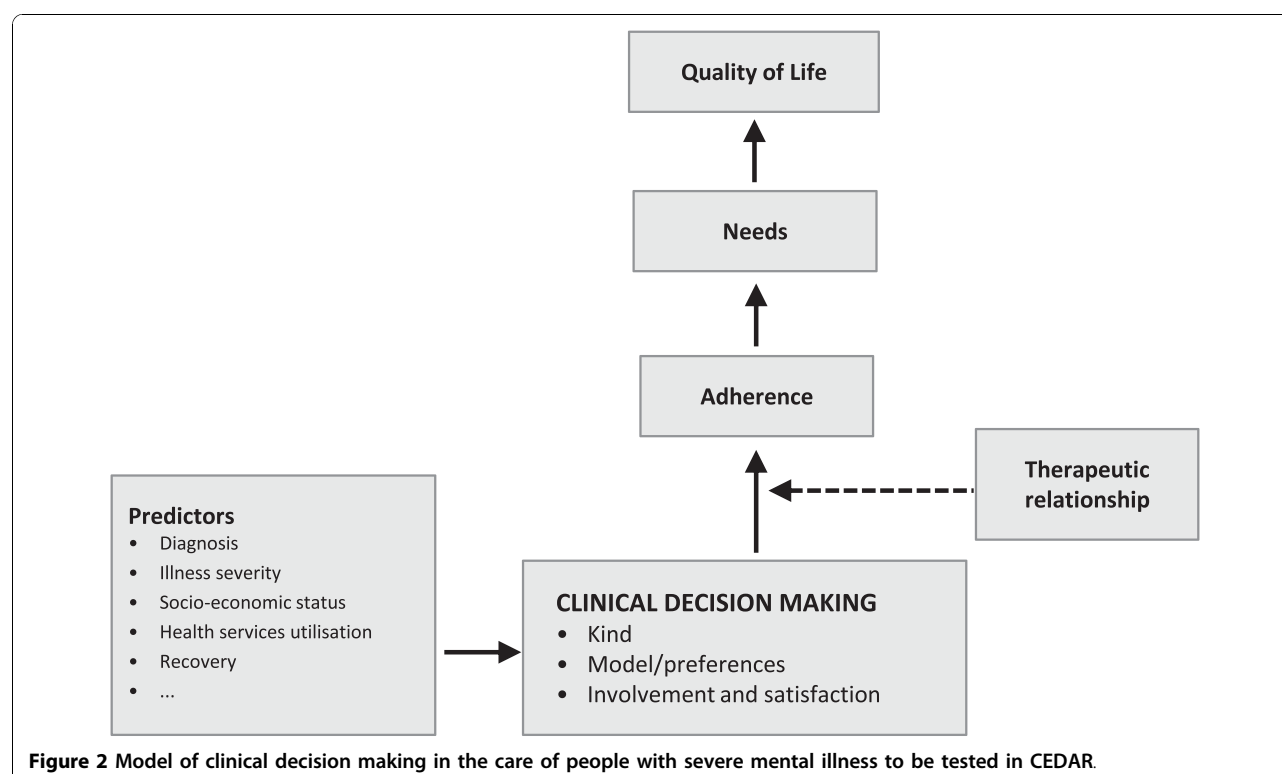 Quality of Life
Needs
Adherence
Therapeutic
relationship
Predictors
• Diagnosis
• Illness severity
• Socio-economic status
• Health services utilisation
• Recovery
• ...
CLINICAL DECISION MAKING
• Kind
• Model/preferences
• Involvement and satisfaction
Figure 2 Model of clinical decision making in the care of people with severe mental illness to be tested in CEDAR.